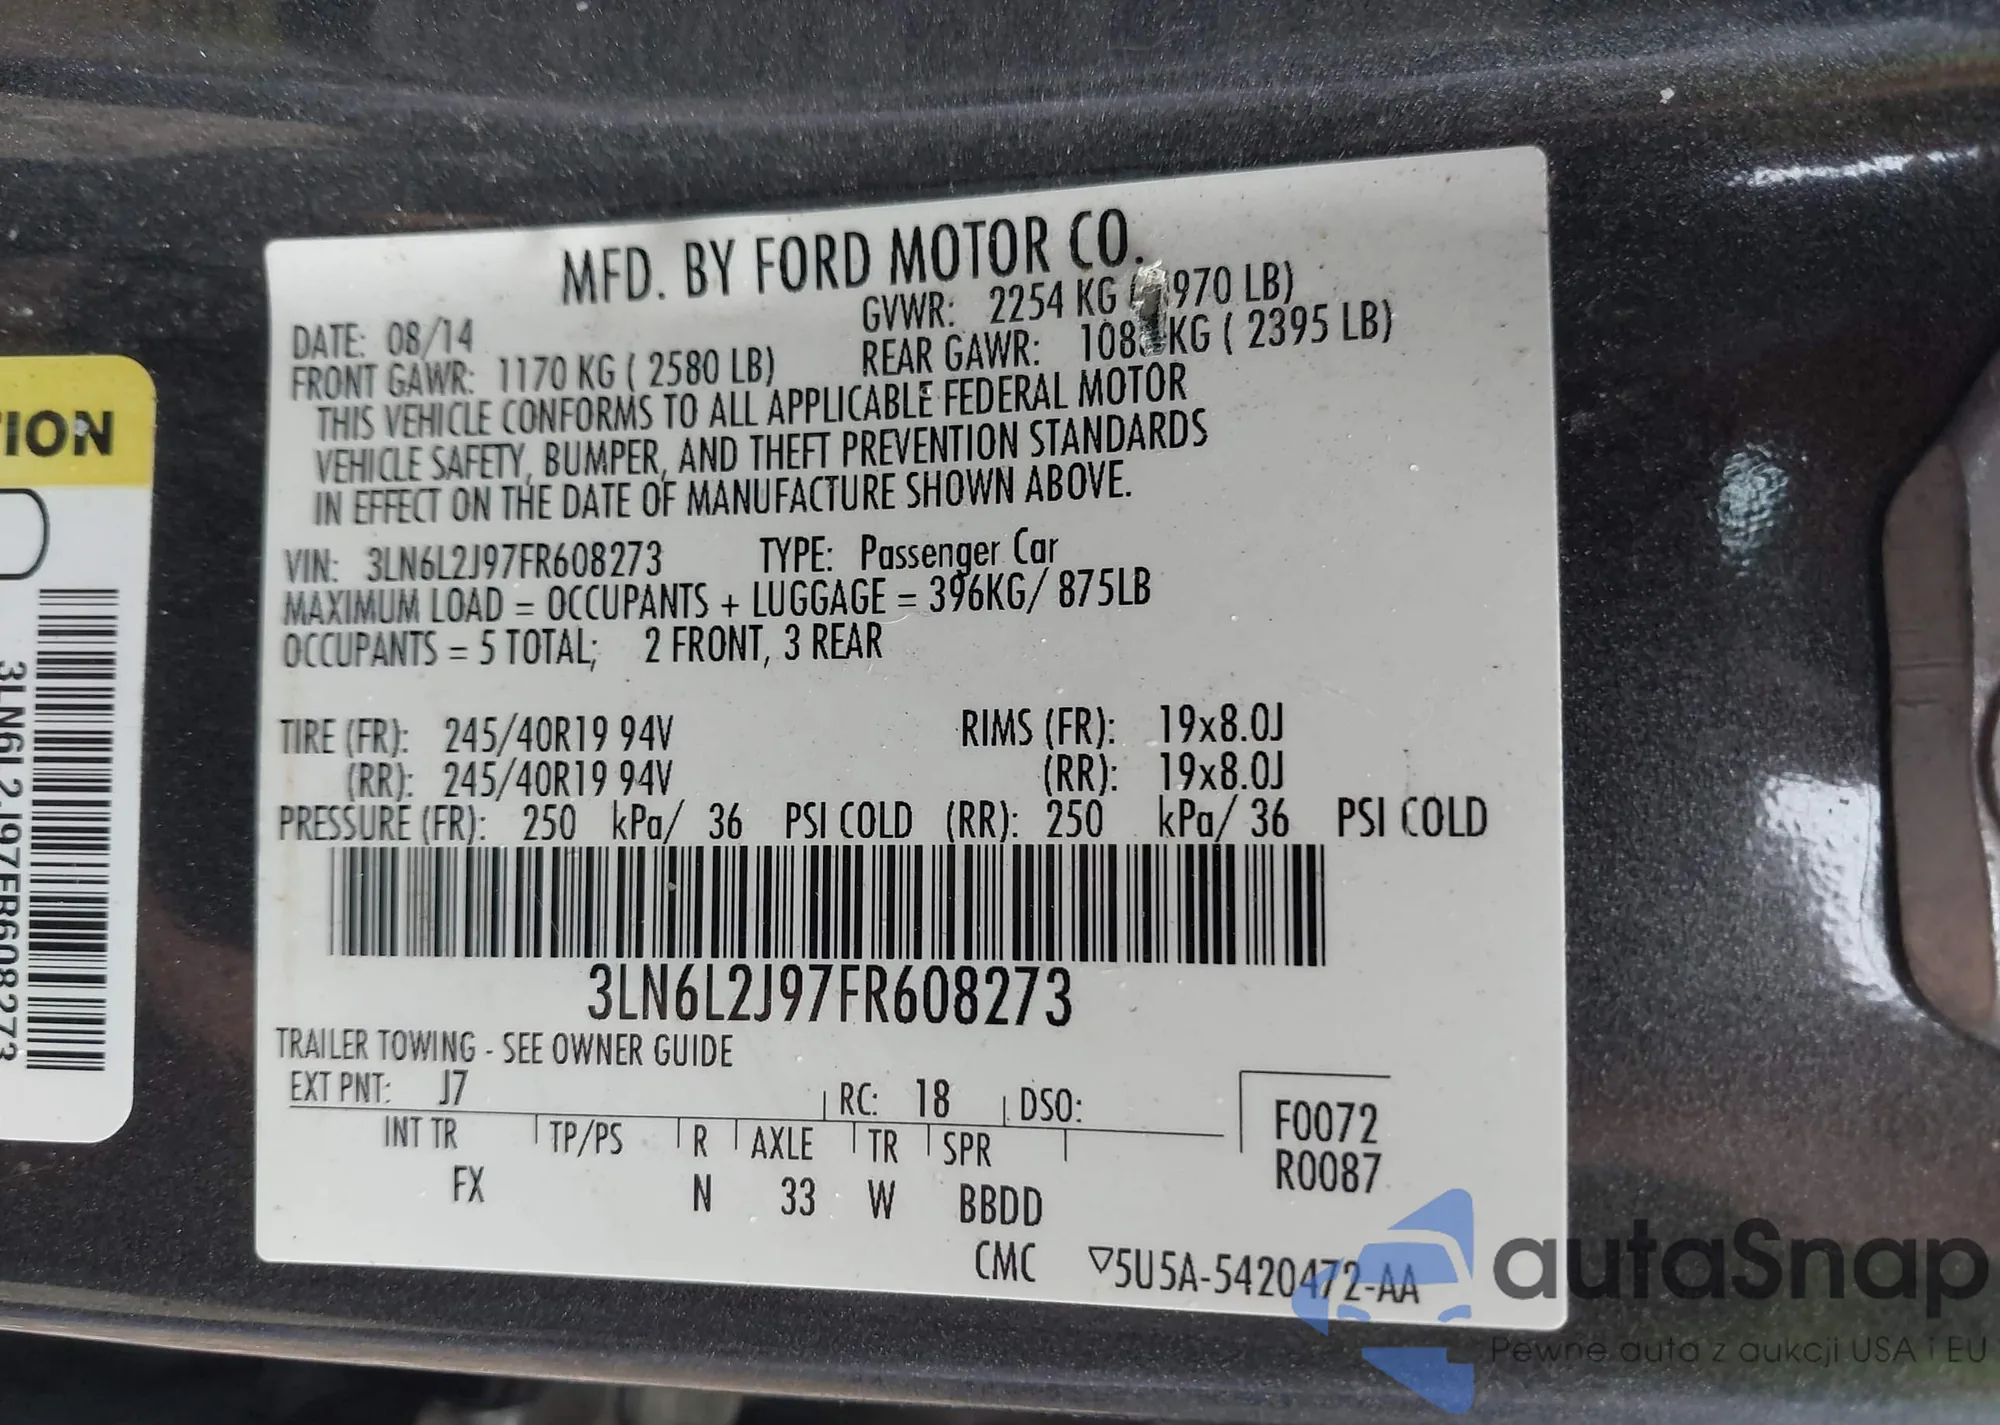 MFD. BY FORD MOTOR CO.
DATE: 08/14 GVWR: 2254 KG
970 LB)
FRONT GAWR: 1170 KG ( 2580 LB) REAR GAWR: KG ( 2395 LB)
THIS VEHICLE CONFORMS TO ALL APPLICABLE FEDERAL MOTOR
VEHICLE SAFETY, BUMPER, AND THEFT PREVENTION STANDARDS
IN EFFECT ON THE DATE OF MANUFACTURE SHOWN ABOVE.
VIN: 3LN6L2J97FR608273 TYPE: Passenger Car
MAXIMUM LOAD = OCCUPANTS + LUGGAGE = 396KG/ 875LB
OCCUPANTS = 5 TOTAL; 2 FRONT, 3 REAR
TIRE (FR): 245/40R19 94V RIMS (FR): 19x8.0J
(RR): 245/40R19 94V (RR): 19x8.0J
PRESSURE (FR): 250 kPa/ 36 PSI COLD (RR): 250 kPa/ 36 PSI COLD
3LN6L2J97FR608273
TRAILER TOWING - SEE OWNER GUIDE
EXT PNT: J7 RC: 18 DSO:
INT TR TP/PS R AXLE TR SPR
FX N 33 W BBDD
F0072
R0087
CMC ▽5U5A-5420472-AA
TION
3LN6L2J97FR608273
autaSnap
Pewne auta z aukcji USA i EU